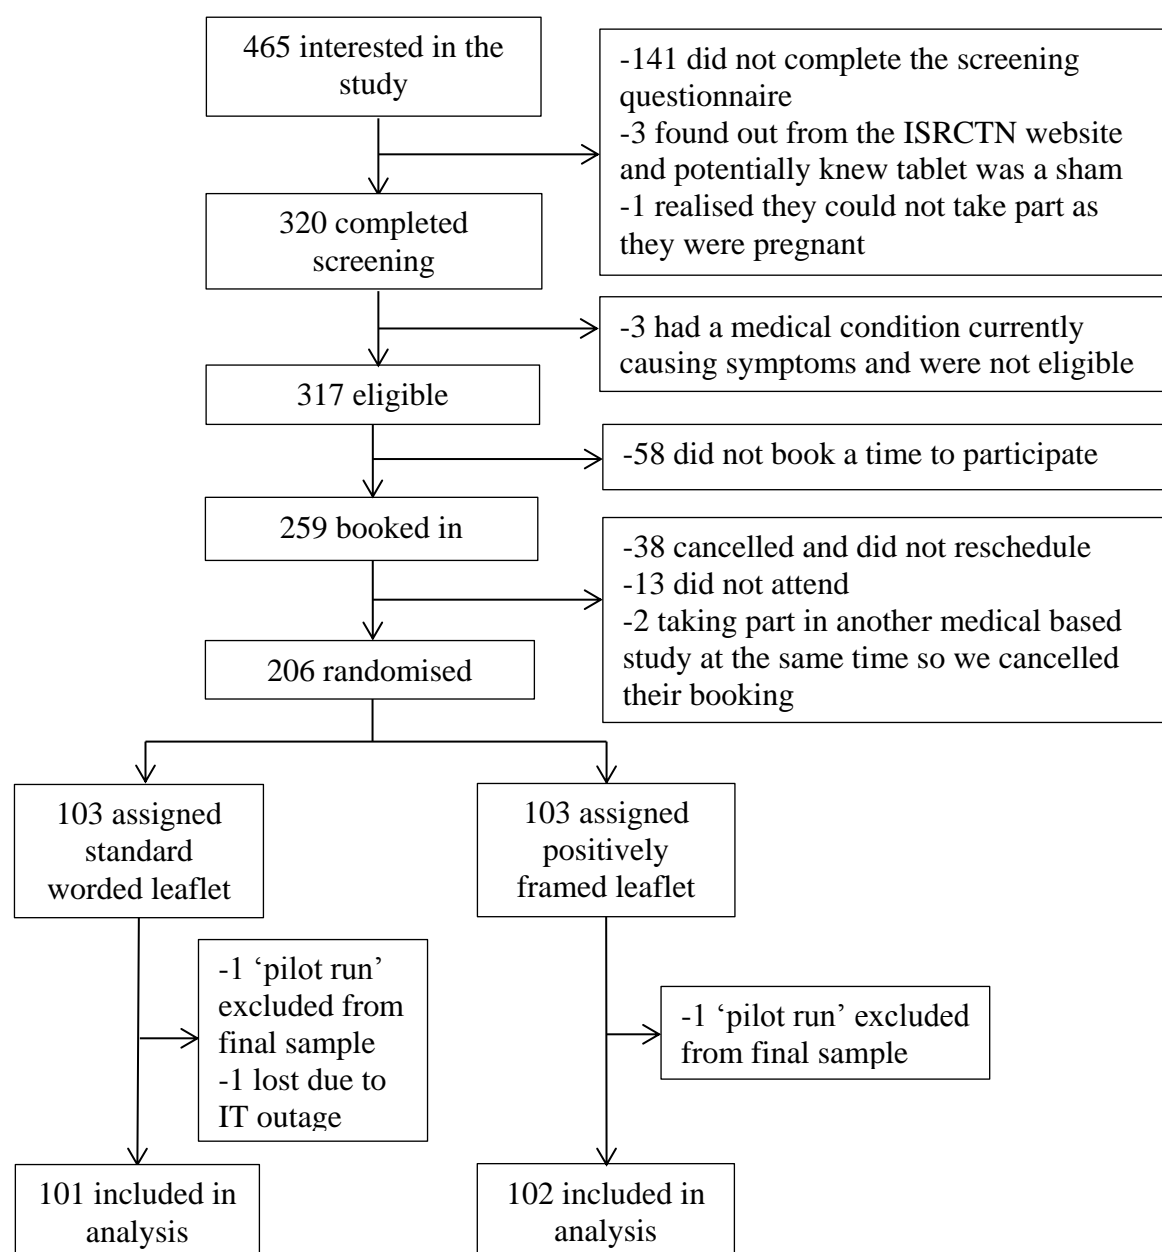 465 interested in the
study
-141 did not complete the screening
questionnaire
-3 found out from the ISRCTN website
and potentially knew tablet was a sham
-1 realised they could not take part as
they were pregnant
320 completed
screening
-3 had a medical condition currently
causing symptoms and were not eligible
317 eligible
-58 did not book a time to participate
259 booked in
-38 cancelled and did not reschedule
-13 did not attend
-2 taking part in another medical based
study at the same time so we cancelled
their booking
206 randomised
103 assigned
standard
worded leaflet
103 assigned
positively
framed leaflet
-1 ‘pilot run’
excluded from
final sample
-1 lost due to
IT outage
-1 ‘pilot run’ excluded
from final sample
101 included in
analysis
102 included in
analysis